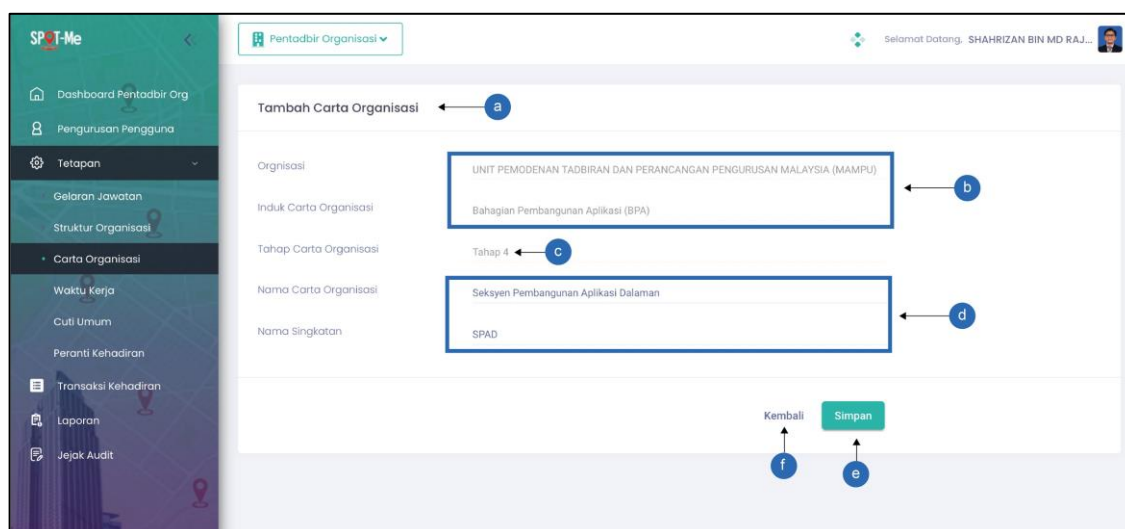 SPOT-Me
Pentadbir Organisasi
Selamat Datang, SHAHRIZAN BIN MD RAJ...
Dashboard Pentadbir Org
Pengurusan Pengguna
Tetapan
Gelaran Jawatan
Struktur Organisasi
Carta Organisasi
Waktu Kerja
Cuti Umum
Peranti Kehadiran
Transaksi Kehadiran
Laporan
Jejak Audit
Tambah Carta Organisasi
a
Orgnisasi
UNIT PEMODENAN TADBIRAN DAN PERANCANGAN PENGURUSAN MALAYSIA (MAMPU)
b
Induk Carta Organisasi
Bahagian Pembangunan Aplikasi (BPA)
Tahap Carta Organisasi
Tahap 4
c
Nama Carta Organisasi
Seksyen Pembangunan Aplikasi Dalaman
d
Nama Singkatan
SPAD
Kembali
Simpan
f
e